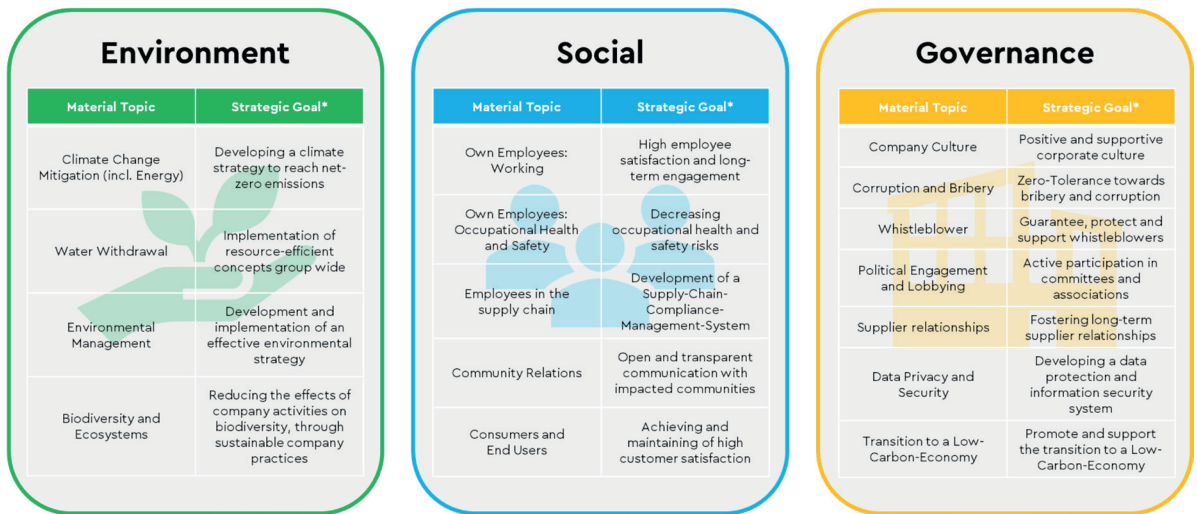 Environment
Material Topic
Strategic Goal*
Climate Change
Mitigation (incl. Energy)
Developing a climate
strategy to reach net-
zero emissions
Water Withdrawal
Implementation of
resource-efficient
concepts group wide
Environmental
Management
Development and
implementation of an
effective environmental
strategy
Biodiversity and
Ecosystems
Reducing the effects of
company activities on
biodiversity, through
sustainable company
practices
Social
Material Topic
Strategic Goal*
Own Employees:
Working
High employee
satisfaction and long-
term engagement
Own Employees:
Occupational Health
and Safety
Decreasing
occupational health and
safety risks
Employees in the
supply chain
Development of a
Supply-Chain-
Compliance-
Management-System
Community Relations
Open and transparent
communication with
impacted communities
Consumers and
End Users
Achieving and
maintaining of high
customer satisfaction
Governance
Material Topic
Strategic Goal*
Company Culture
Positive and supportive
corporate culture
Corruption and Bribery
Zero-Tolerance towards
bribery and corruption
Whistleblower
Guarantee, protect and
support whistleblowers
Political Engagement
and Lobbying
Active participation in
committees and
associations
Supplier relationships
Fostering long-term
supplier relationships
Data Privacy and
Security
Developing a data
protection and
information security
system
Transition to a Low-
Carbon-Economy
Promote and support
the transition to a Low-
Carbon-Economy